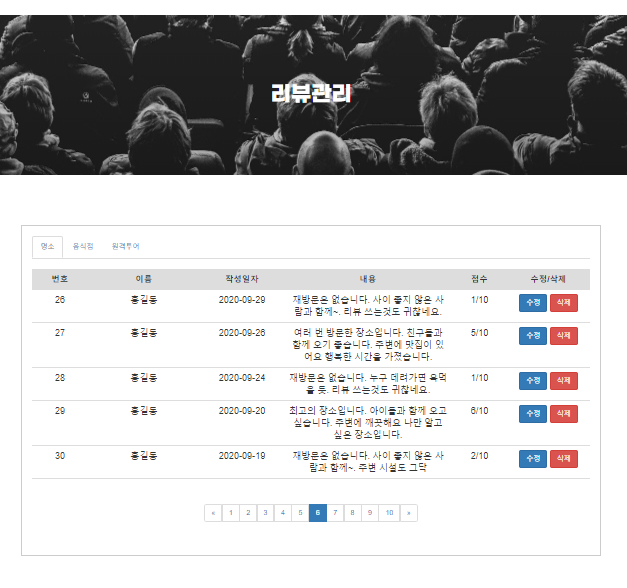 리뷰관리
명소 음식점 원격투어
번호 이름 작성일자 내용 점수 수정/삭제
26 홍길동 2020-09-29 재방문은 없습니다. 사이 좋지 않은 사 1/10 수정 삭제
람과 함께~. 리뷰 쓰는것도 귀찮네요.
27 홍길동 2020-09-26 여러 번 방문한 장소입니다. 친구들과 5/10 수정 삭제
함께 오기 좋습니다. 주변에 맛집이 있
어요 행복한 시간을 가졌습니다.
28 홍길동 2020-09-24 재방문은 없습니다. 누구 데려가면 욕먹 1/10 수정 삭제
을 듯. 리뷰 쓰는것도 귀찮네요.
29 홍길동 2020-09-20 최고의 장소입니다. 아이들과 함께 오고 6/10 수정 삭제
싶습니다. 주변에 깨끗해요 나만 알고
싶은 장소입니다.
30 홍길동 2020-09-19 재방문은 없습니다. 사이 좋지 않은 사 2/10 수정 삭제
람과 함께~. 주변 시설도 그닥
« 1 2 3 4 5 6 7 8 9 10 »